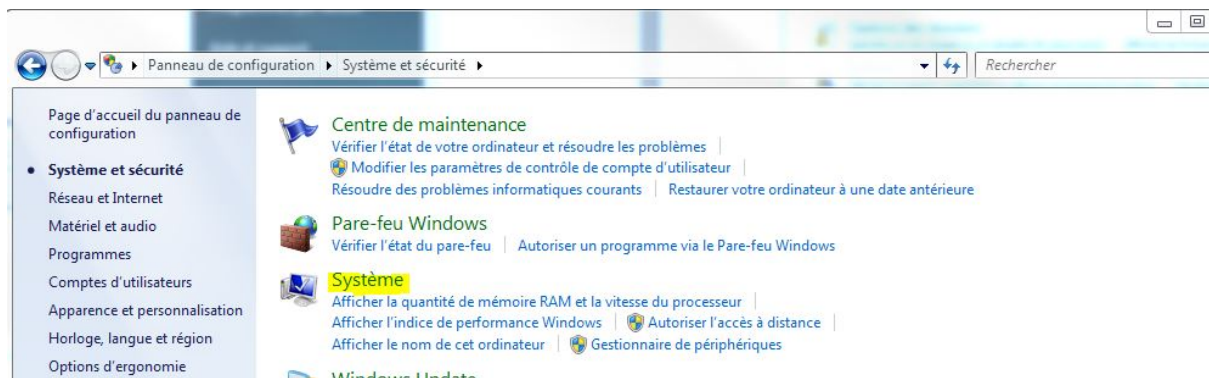 Panneau de configuration ▸ Système et sécurité ▸
Rechercher
Page d'accueil du panneau de
configuration
Système et sécurité
Réseau et Internet
Matériel et audio
Programmes
Comptes d'utilisateurs
Apparence et personnalisation
Horloge, langue et région
Options d'ergonomie
Centre de maintenance
Vérifier l'état de votre ordinateur et résoudre les problèmes
Modifier les paramètres de contrôle de compte d'utilisateur
Résoudre des problèmes informatiques courants | Restaurer votre ordinateur à une date antérieure
Pare-feu Windows
Vérifier l'état du pare-feu | Autoriser un programme via le Pare-feu Windows
Système
Afficher la quantité de mémoire RAM et la vitesse du processeur
Afficher l'indice de performance Windows | Autoriser l'accès à distance
Afficher le nom de cet ordinateur | Gestionnaire de périphériques
Windows Update